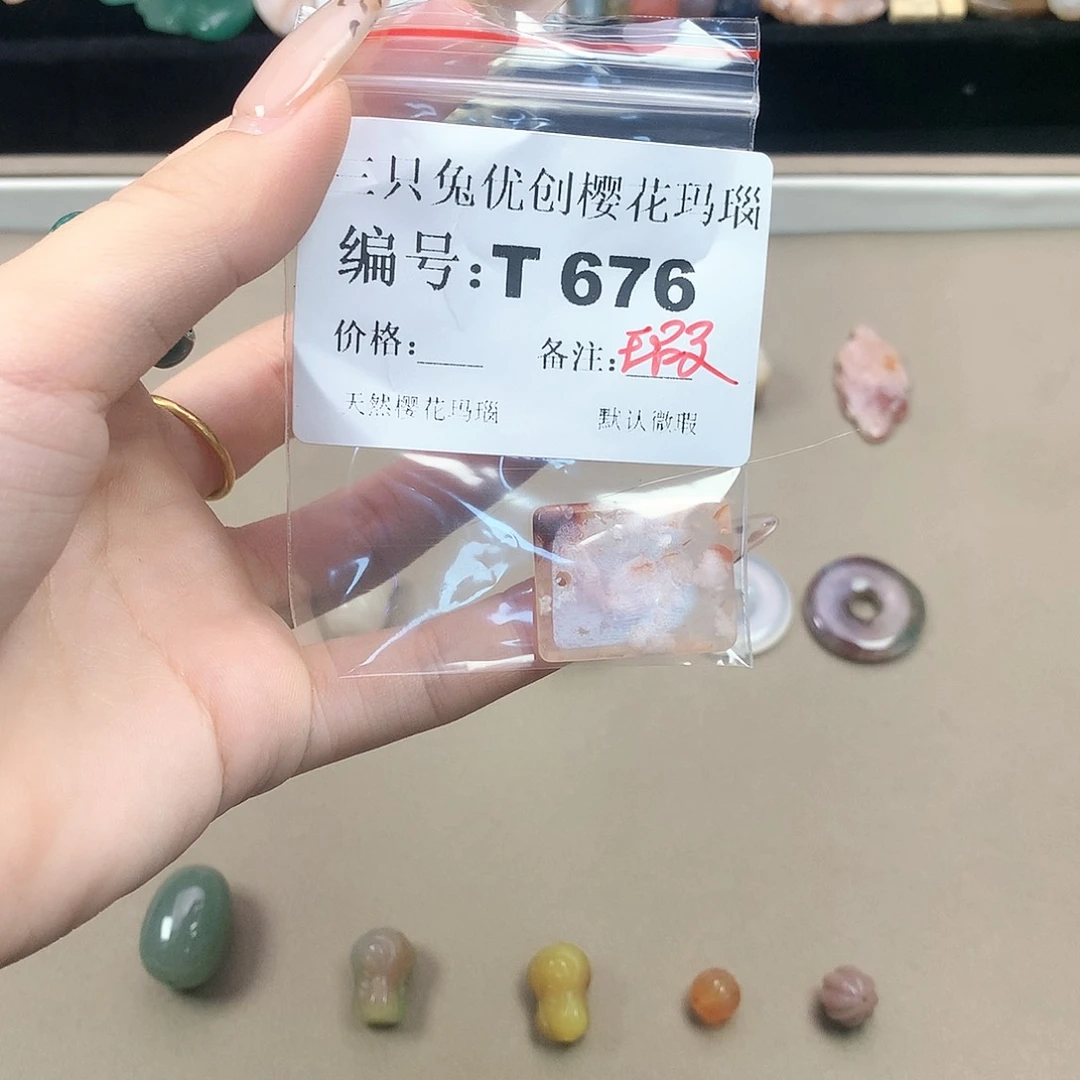 三只兔优创樱花玛瑙
编号:T 676
价格:___ 备注:
天然樱花玛瑙 默认微瑕